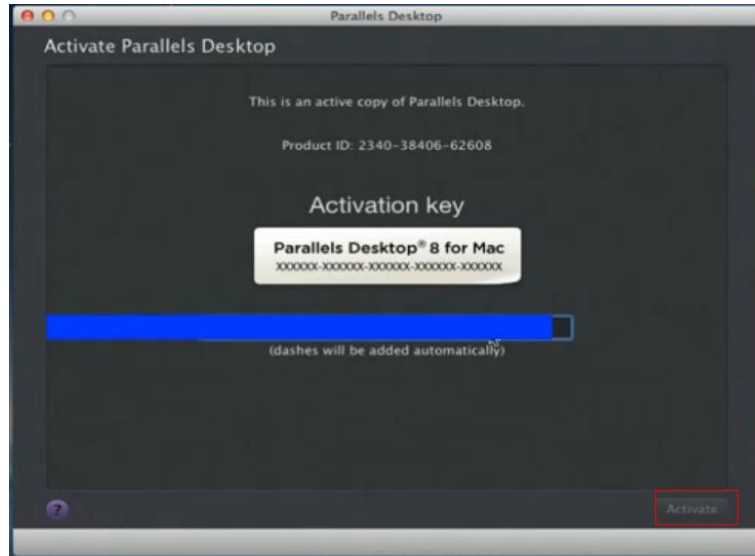 Parallels Desktop
Activate Parallels Desktop
This is an active copy of Parallels Desktop.
Product ID: 2340-38406-62608
Activation key
Parallels Desktop® 8 for Mac
XXXXXX-XXXXXX-XXXXXX-XXXXXX-XXXXXX
(dashes will be added automatically)
?
Activate